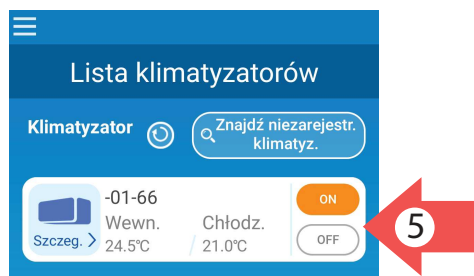 Lista klimatyzatorów
Klimatyzator
Znajdź niezarejestr.
klimatyz.
-01-66
Wewn.
Chłodz.
Szczeg. >
24.5℃ / 21.0℃
ON
OFF
5